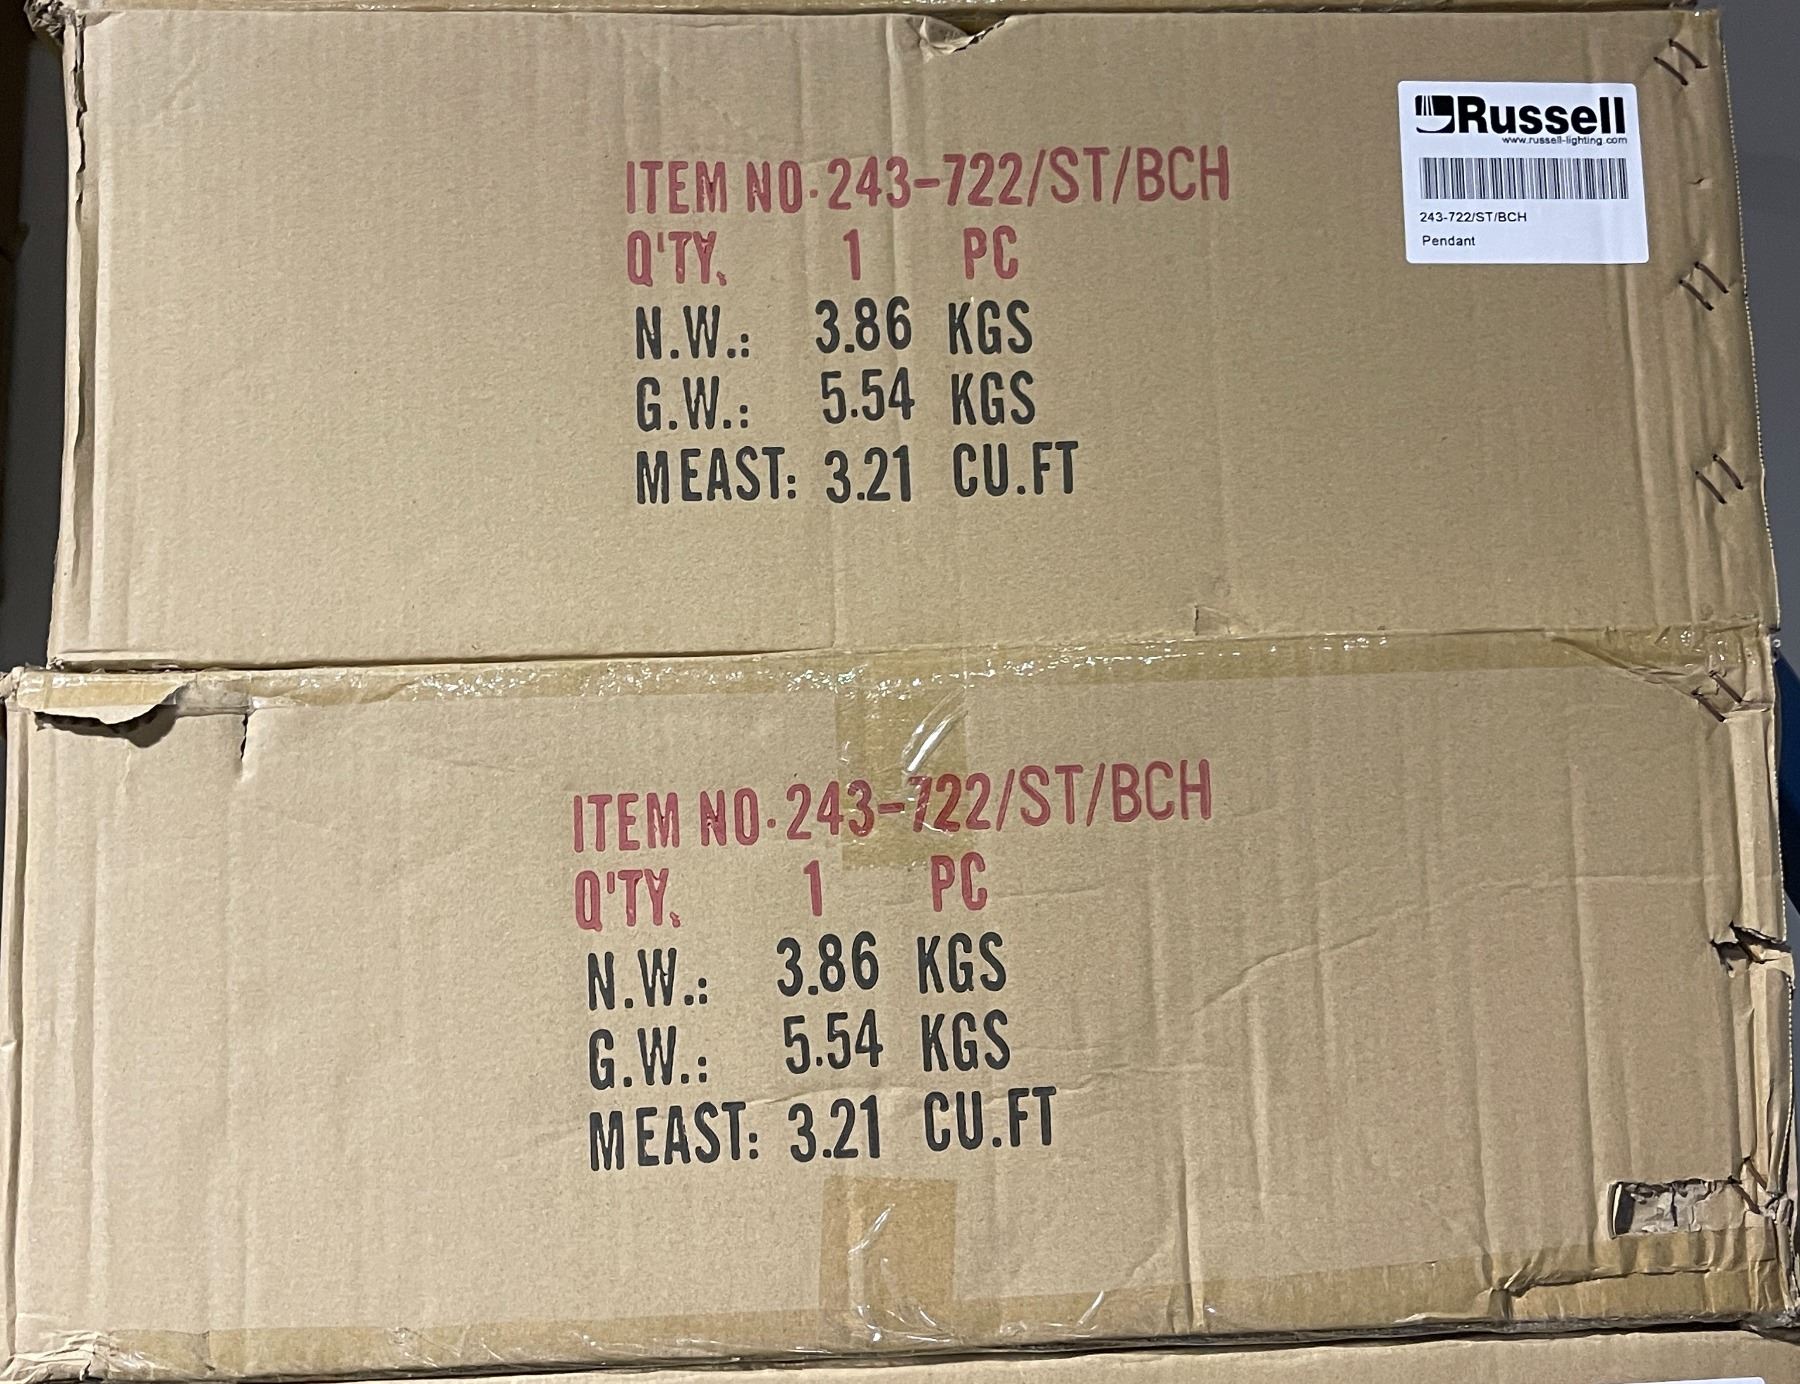 Russell
www.russell-lighting.com
243-722/ST/BCH
Pendant
ITEM NO.243-722/ST/BCH
Q'TY. 1 PC
N.W.: 3.86 KGS
G.W.: 5.54 KGS
MEAST: 3.21 CU.FT
ITEM NO.243-722/ST/BCH
Q'TY. 1 PC
N.W.: 3.86 KGS
G.W.: 5.54 KGS
MEAST: 3.21 CU.FT